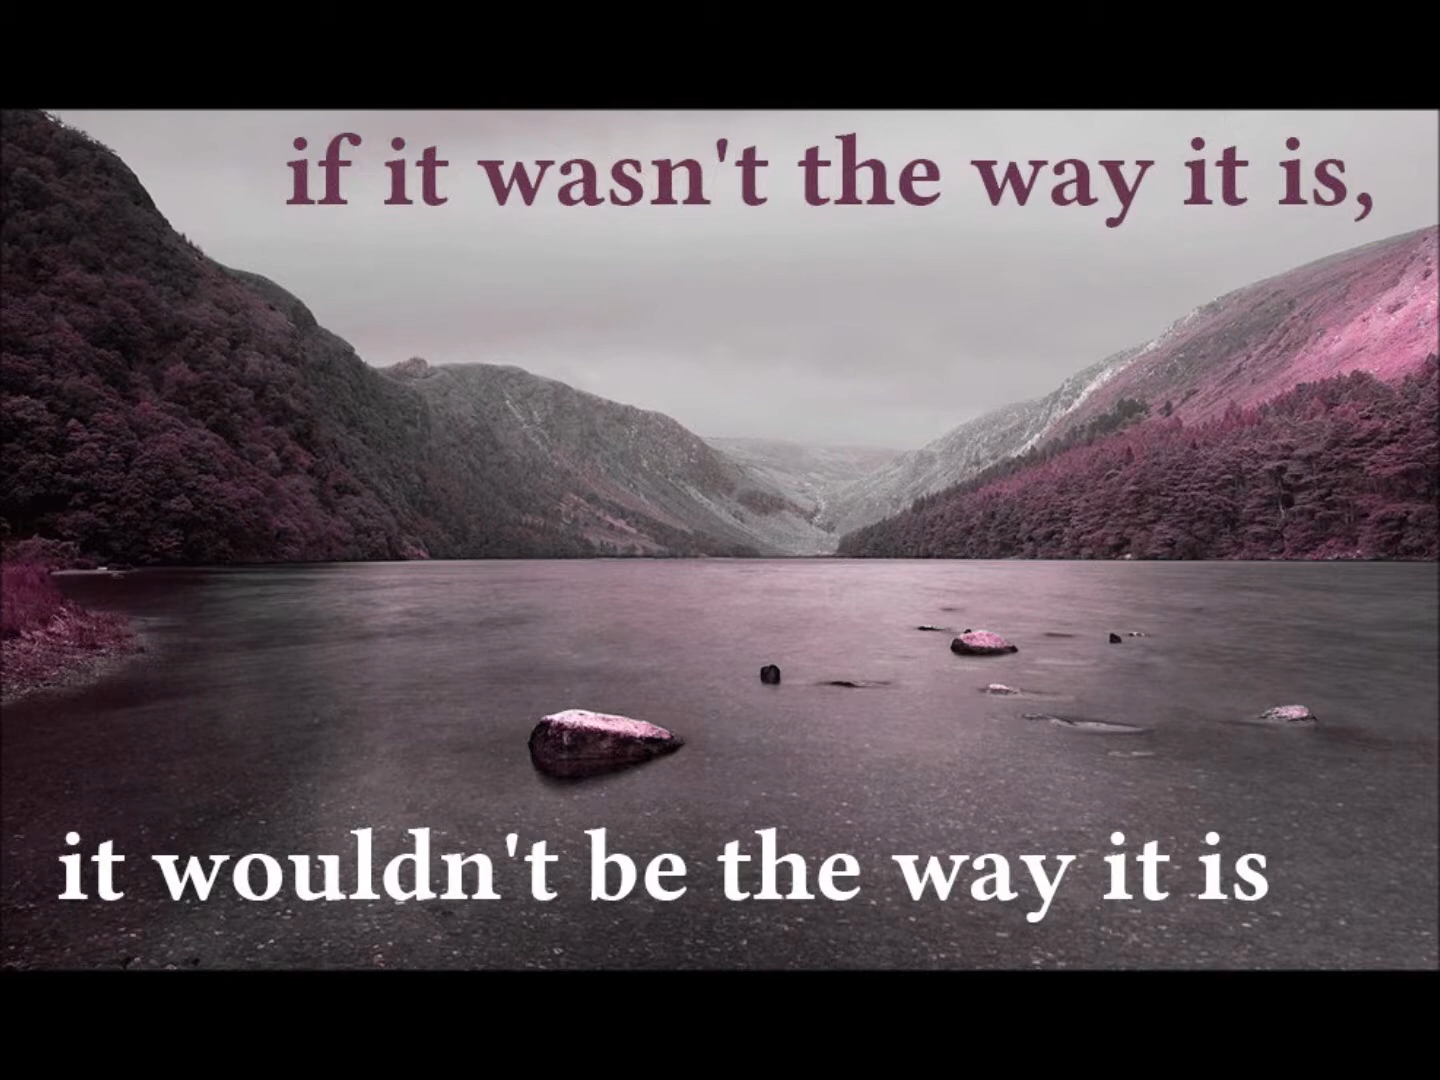 if it wasn't the way it is,
it wouldn't be the way it is